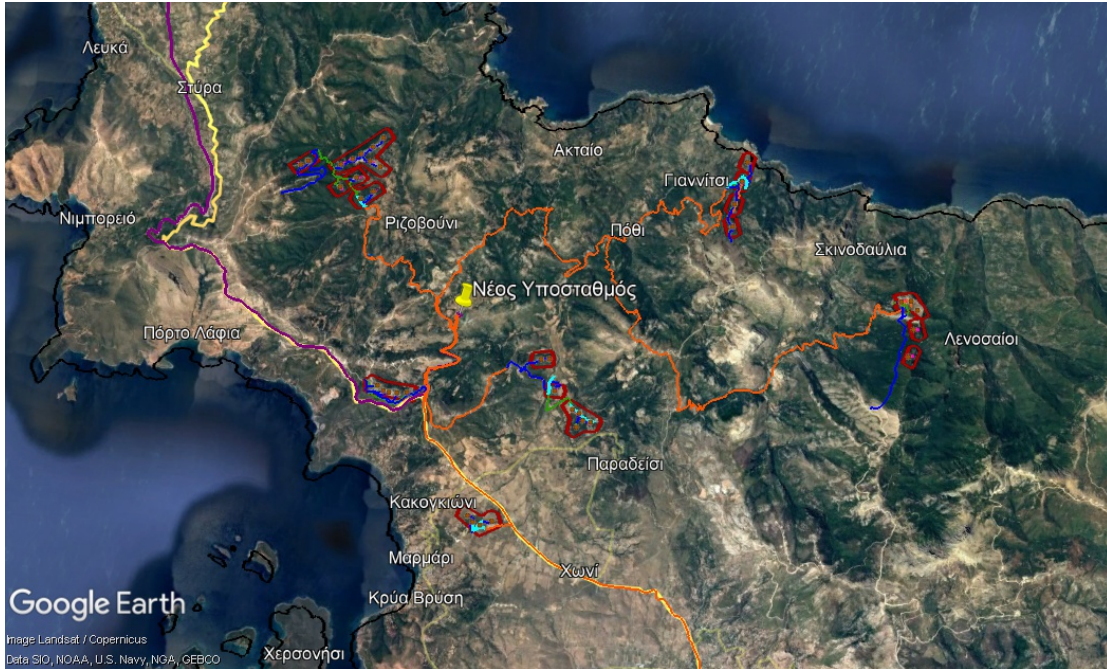 Λευκά
Στύρα
Ακταίο
Γιαννίτσι
Νιμπορειό
Ριζοβούνι
Πόθι
Σκινοδαύλια
Νέος Υποσταθμός
Πόρτο Λάφια
Λενοσαίοι
Παραδείσι
Κακογκιώνι
Μαρμάρι
Χωνί
Κρύα Βρύση
Google Earth
Image Landsat / Copernicus
Χερσονήσι
Data SIO, NOAA, U.S. Navy, NGA, GEBCO